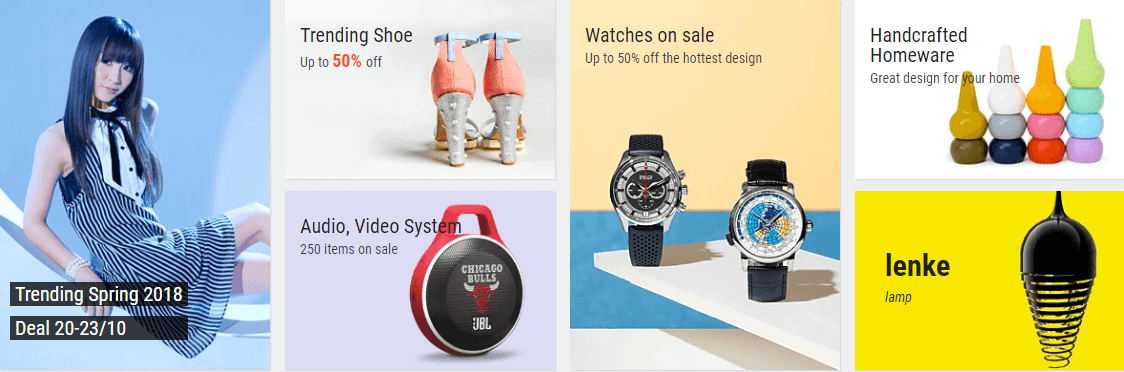 Trending Spring 2018
Deal 20-23/10
Trending Shoe
Up to 50% off
Audio, Video System
250 items on sale
CHICAGO
BULLS
JBL
Watches on sale
Up to 50% off the hottest design
Handcrafted
Homeware
Great design for your home
lenke
lamp